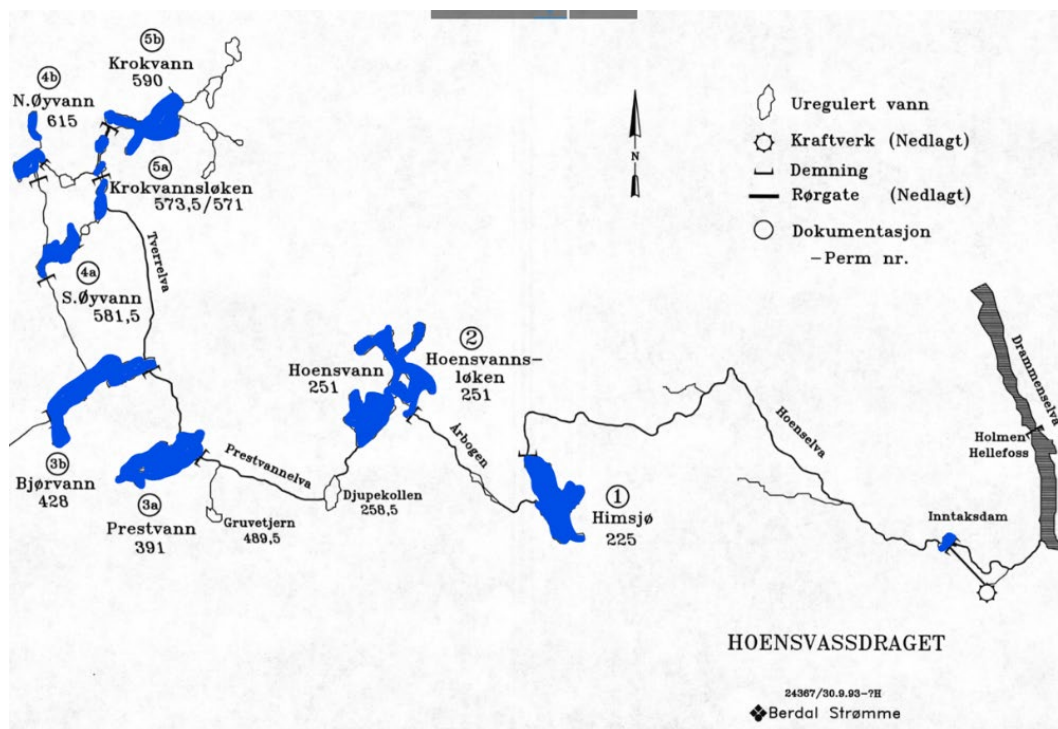 5b
Krokvann
590
4b
N.Øyvann
615
5a
Krokvannsløken
573,5/571
Tverrelva
4a
S.Øyvann
581,5
3b
Bjørvann
428
3a
Prestvann
391
Prestvannelva
Gruvetjern
489,5
Djupekollen
258,5
Hoensvann
251
2
Hoensvanns-
løken
251
Årbogen
1
Himsjø
225
Hoenselva
N
Uregulert vann
Kraftverk (Nedlagt)
Demning
Rørgate (Nedlagt)
Dokumentasjon
-Perm nr.
Drammenselva
Holmen
Hellefoss
Inntaksdam
HOENSVASSDRAGET
24367/30.9.93-?H
Berdal Strømme